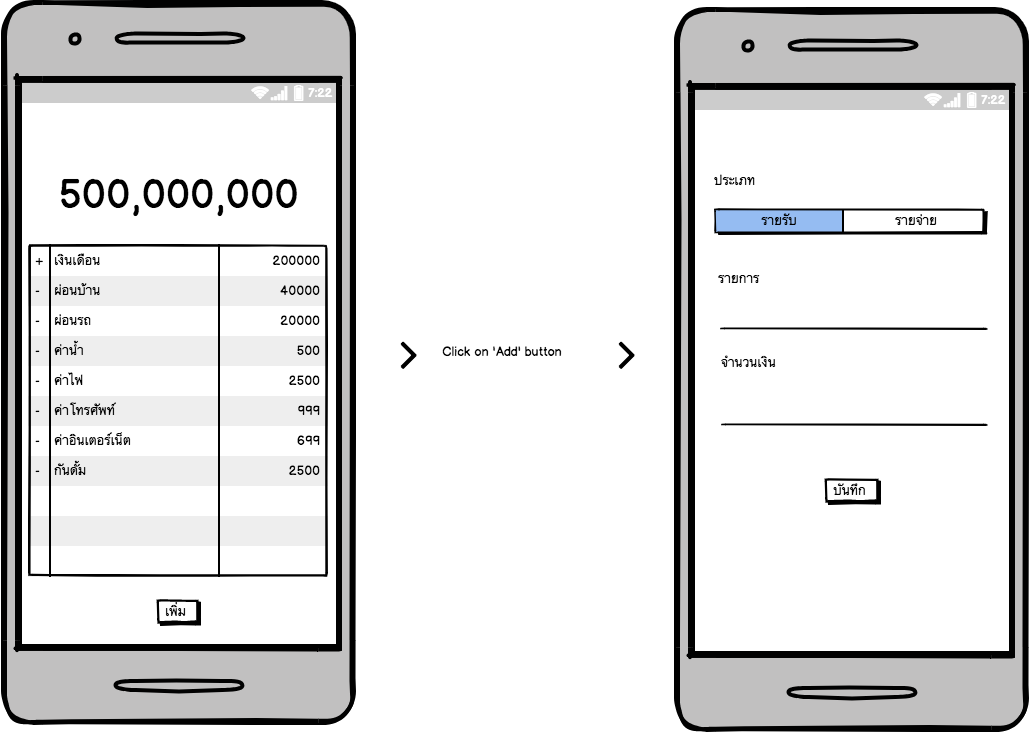 7:22
500,000,000
+ เงินเดือน 200000
- ผ่อนบ้าน 40000
- ผ่อนรถ 20000
- ค่าน้ำ 500
- ค่าไฟ 2500
- ค่าโทรศัพท์ 999
- ค่าอินเตอร์เน็ต 699
- กันดั้ม 2500
เพิ่ม
Click on 'Add' button
7:22
ประเภท
รายรับ รายจ่าย
รายการ
จำนวนเงิน
บันทึก